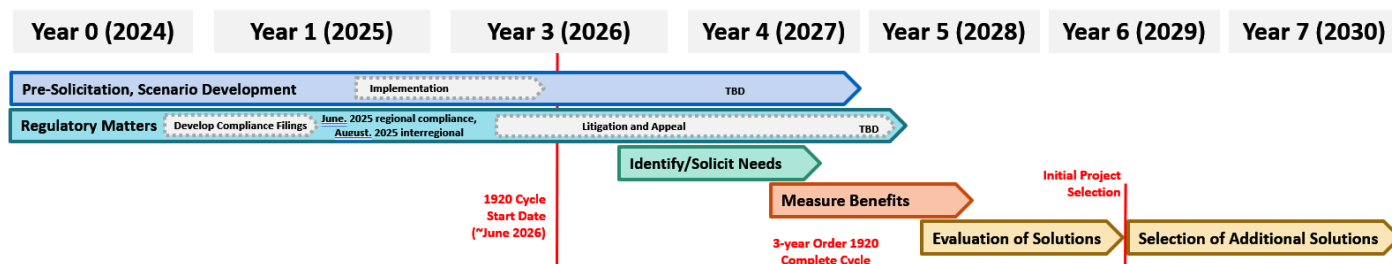 Year 0 (2024) Year 1 (2025) Year 3 (2026) Year 4 (2027) Year 5 (2028) Year 6 (2029) Year 7 (2030)
Pre-Solicitation, Scenario Development
Implementation
TBD
Regulatory Matters
Develop Compliance Filings
June. 2025 regional compliance,
August. 2025 interregional
Litigation and Appeal
TBD
Identify/Solicit Needs
1920 Cycle
Start Date
(~June 2026)
Measure Benefits
Initial Project
Selection
3-year Order 1920
Complete Cycle
Evaluation of Solutions
Selection of Additional Solutions